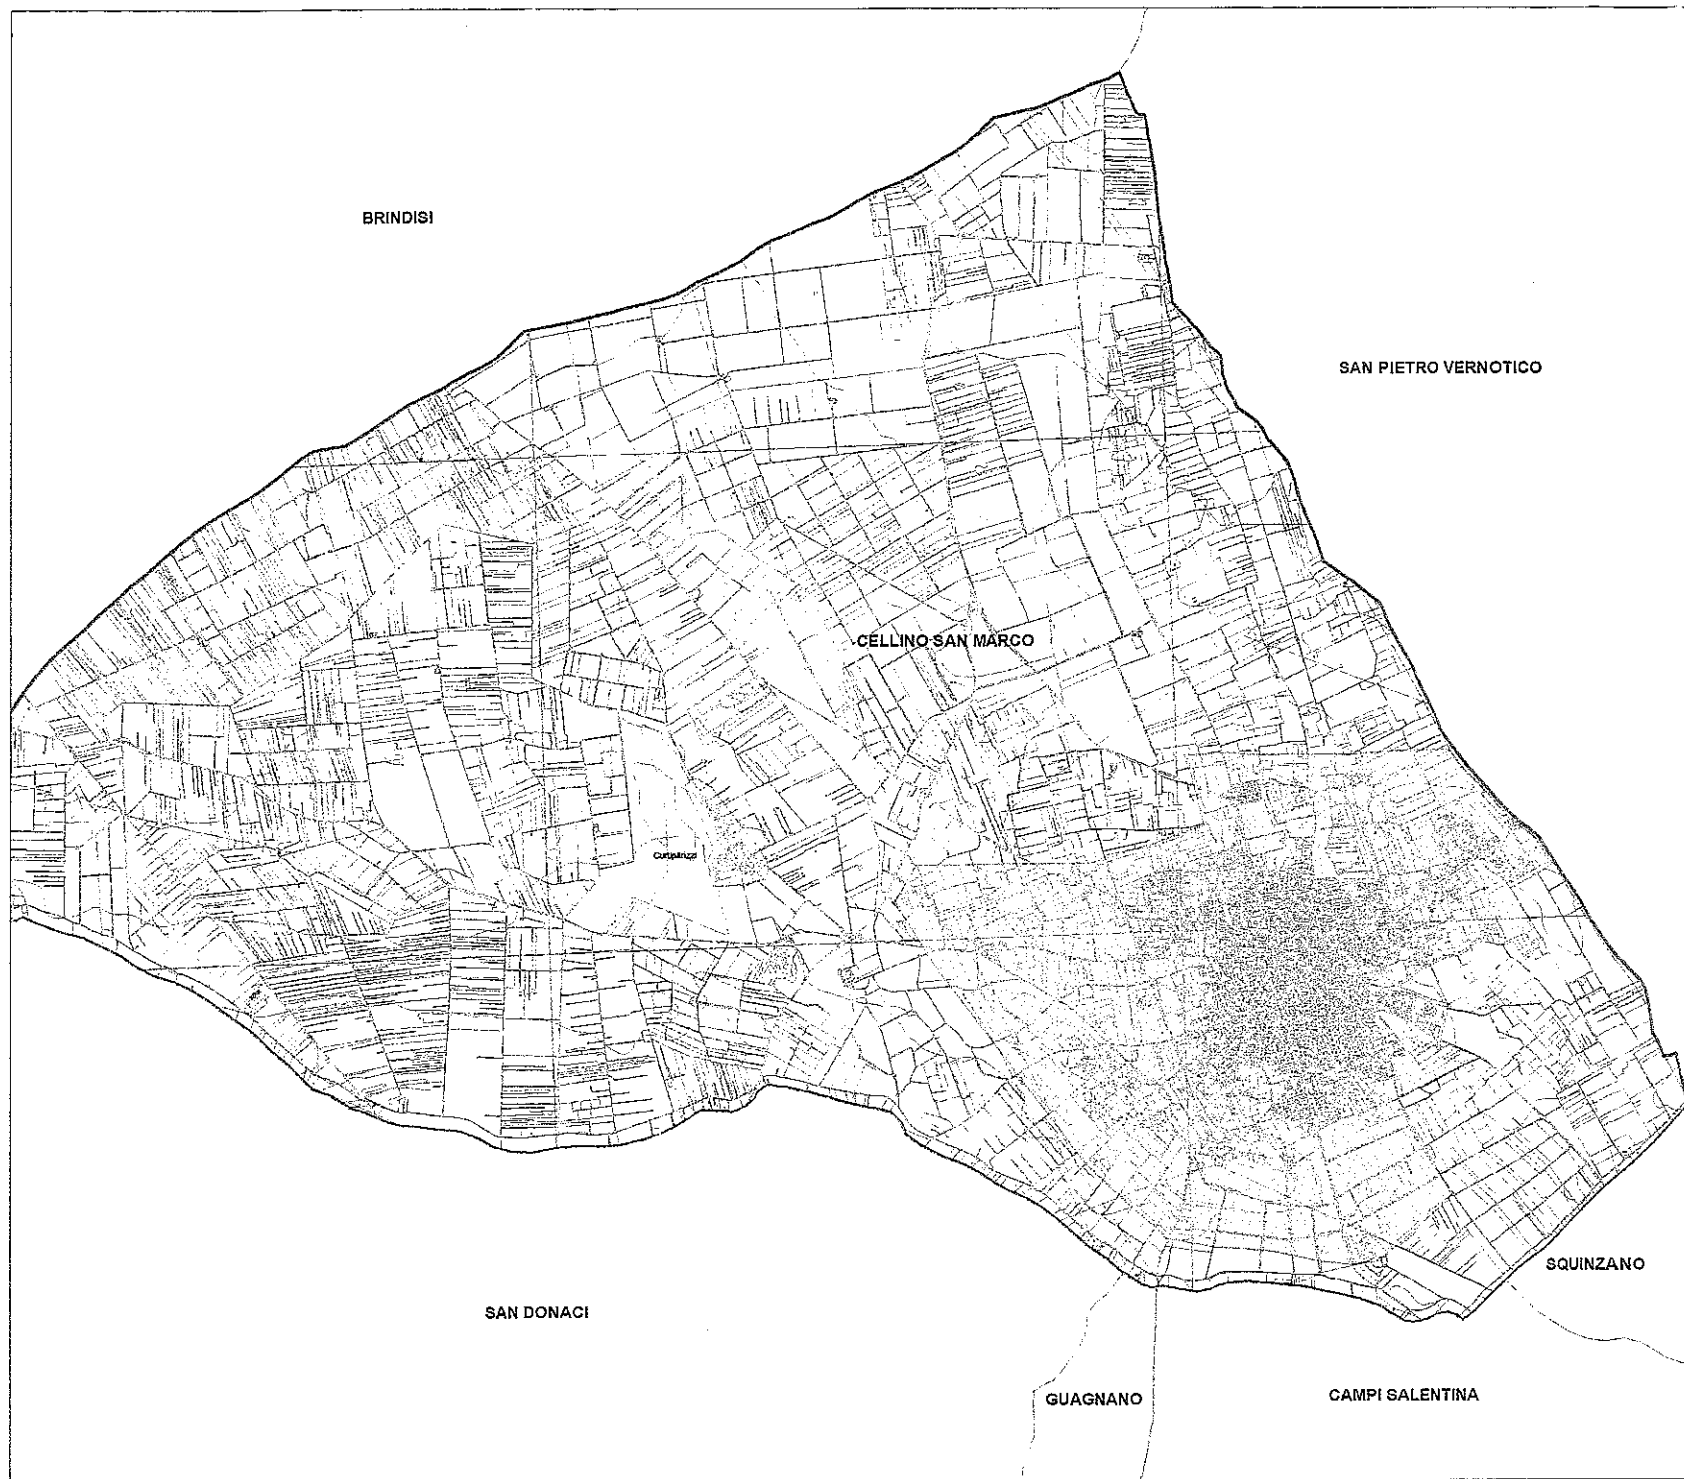 BRINDISI
SAN PIETRO VERNOTICO
CELLINO SAN MARCO
SQUINZANO
SAN DONACI
CAMPI SALENTINA
GUAGNANO